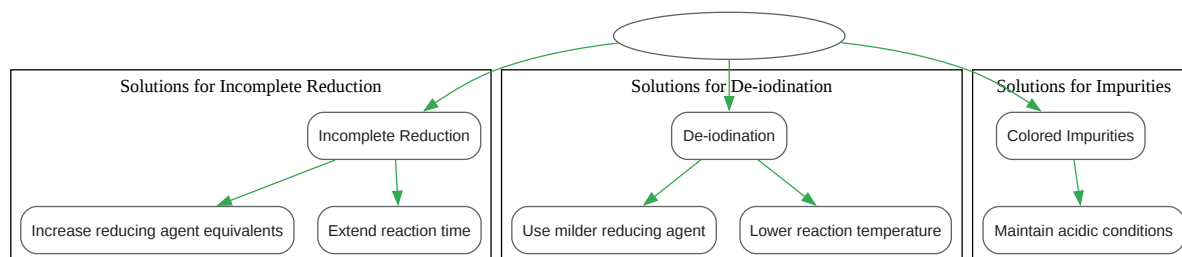 Solutions for Incomplete Reduction
Solutions for De-iodination
Solutions for Impurities
Incomplete Reduction
De-iodination
Colored Impurities
Increase reducing agent equivalents
Extend reaction time
Use milder reducing agent
Lower reaction temperature
Maintain acidic conditions